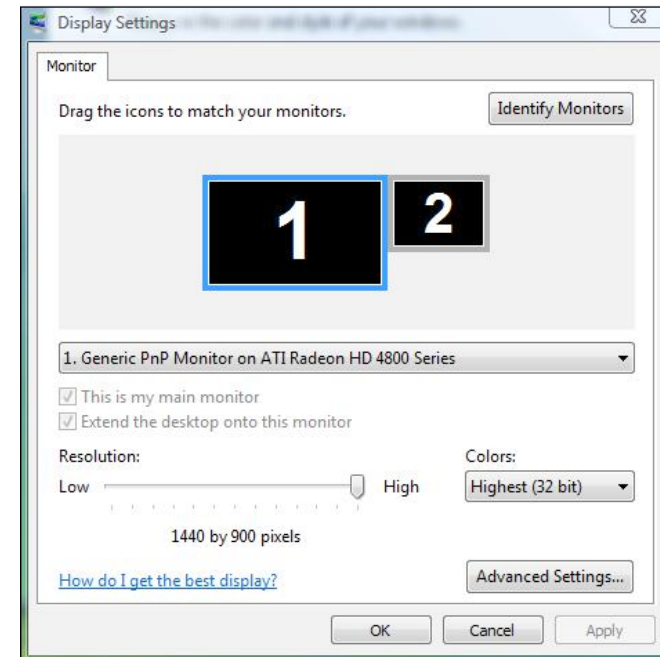 Display Settings
Monitor
Drag the icons to match your monitors.
Identify Monitors
1
2
1. Generic PnP Monitor on ATI Radeon HD 4800 Series
This is my main monitor
Extend the desktop onto this monitor
Resolution:
Colors:
Low
High
Highest (32 bit)
1440 by 900 pixels
How do I get the best display?
Advanced Settings...
OK
Cancel
Apply